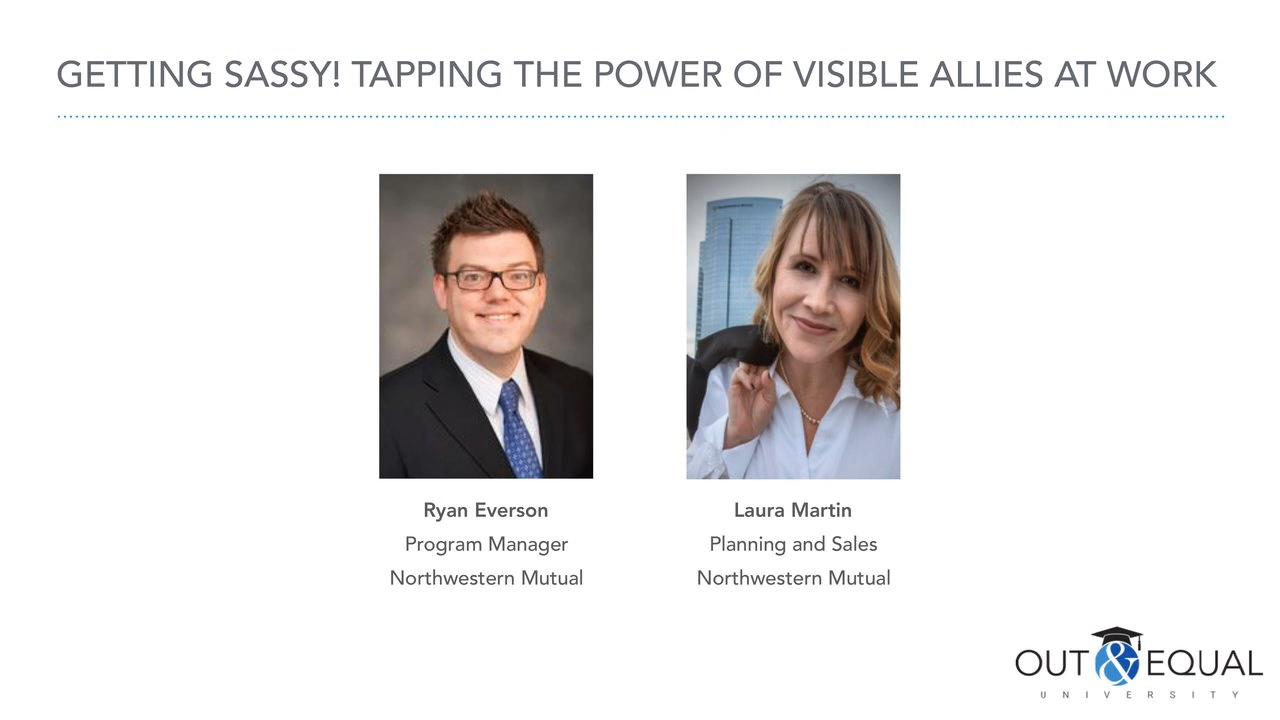 GETTING SASSY! TAPPING THE POWER OF VISIBLE ALLIES AT WORK
Ryan Everson
Program Manager
Northwestern Mutual
Laura Martin
Planning and Sales
Northwestern Mutual
OUT & EQUAL
UNIVERSITY